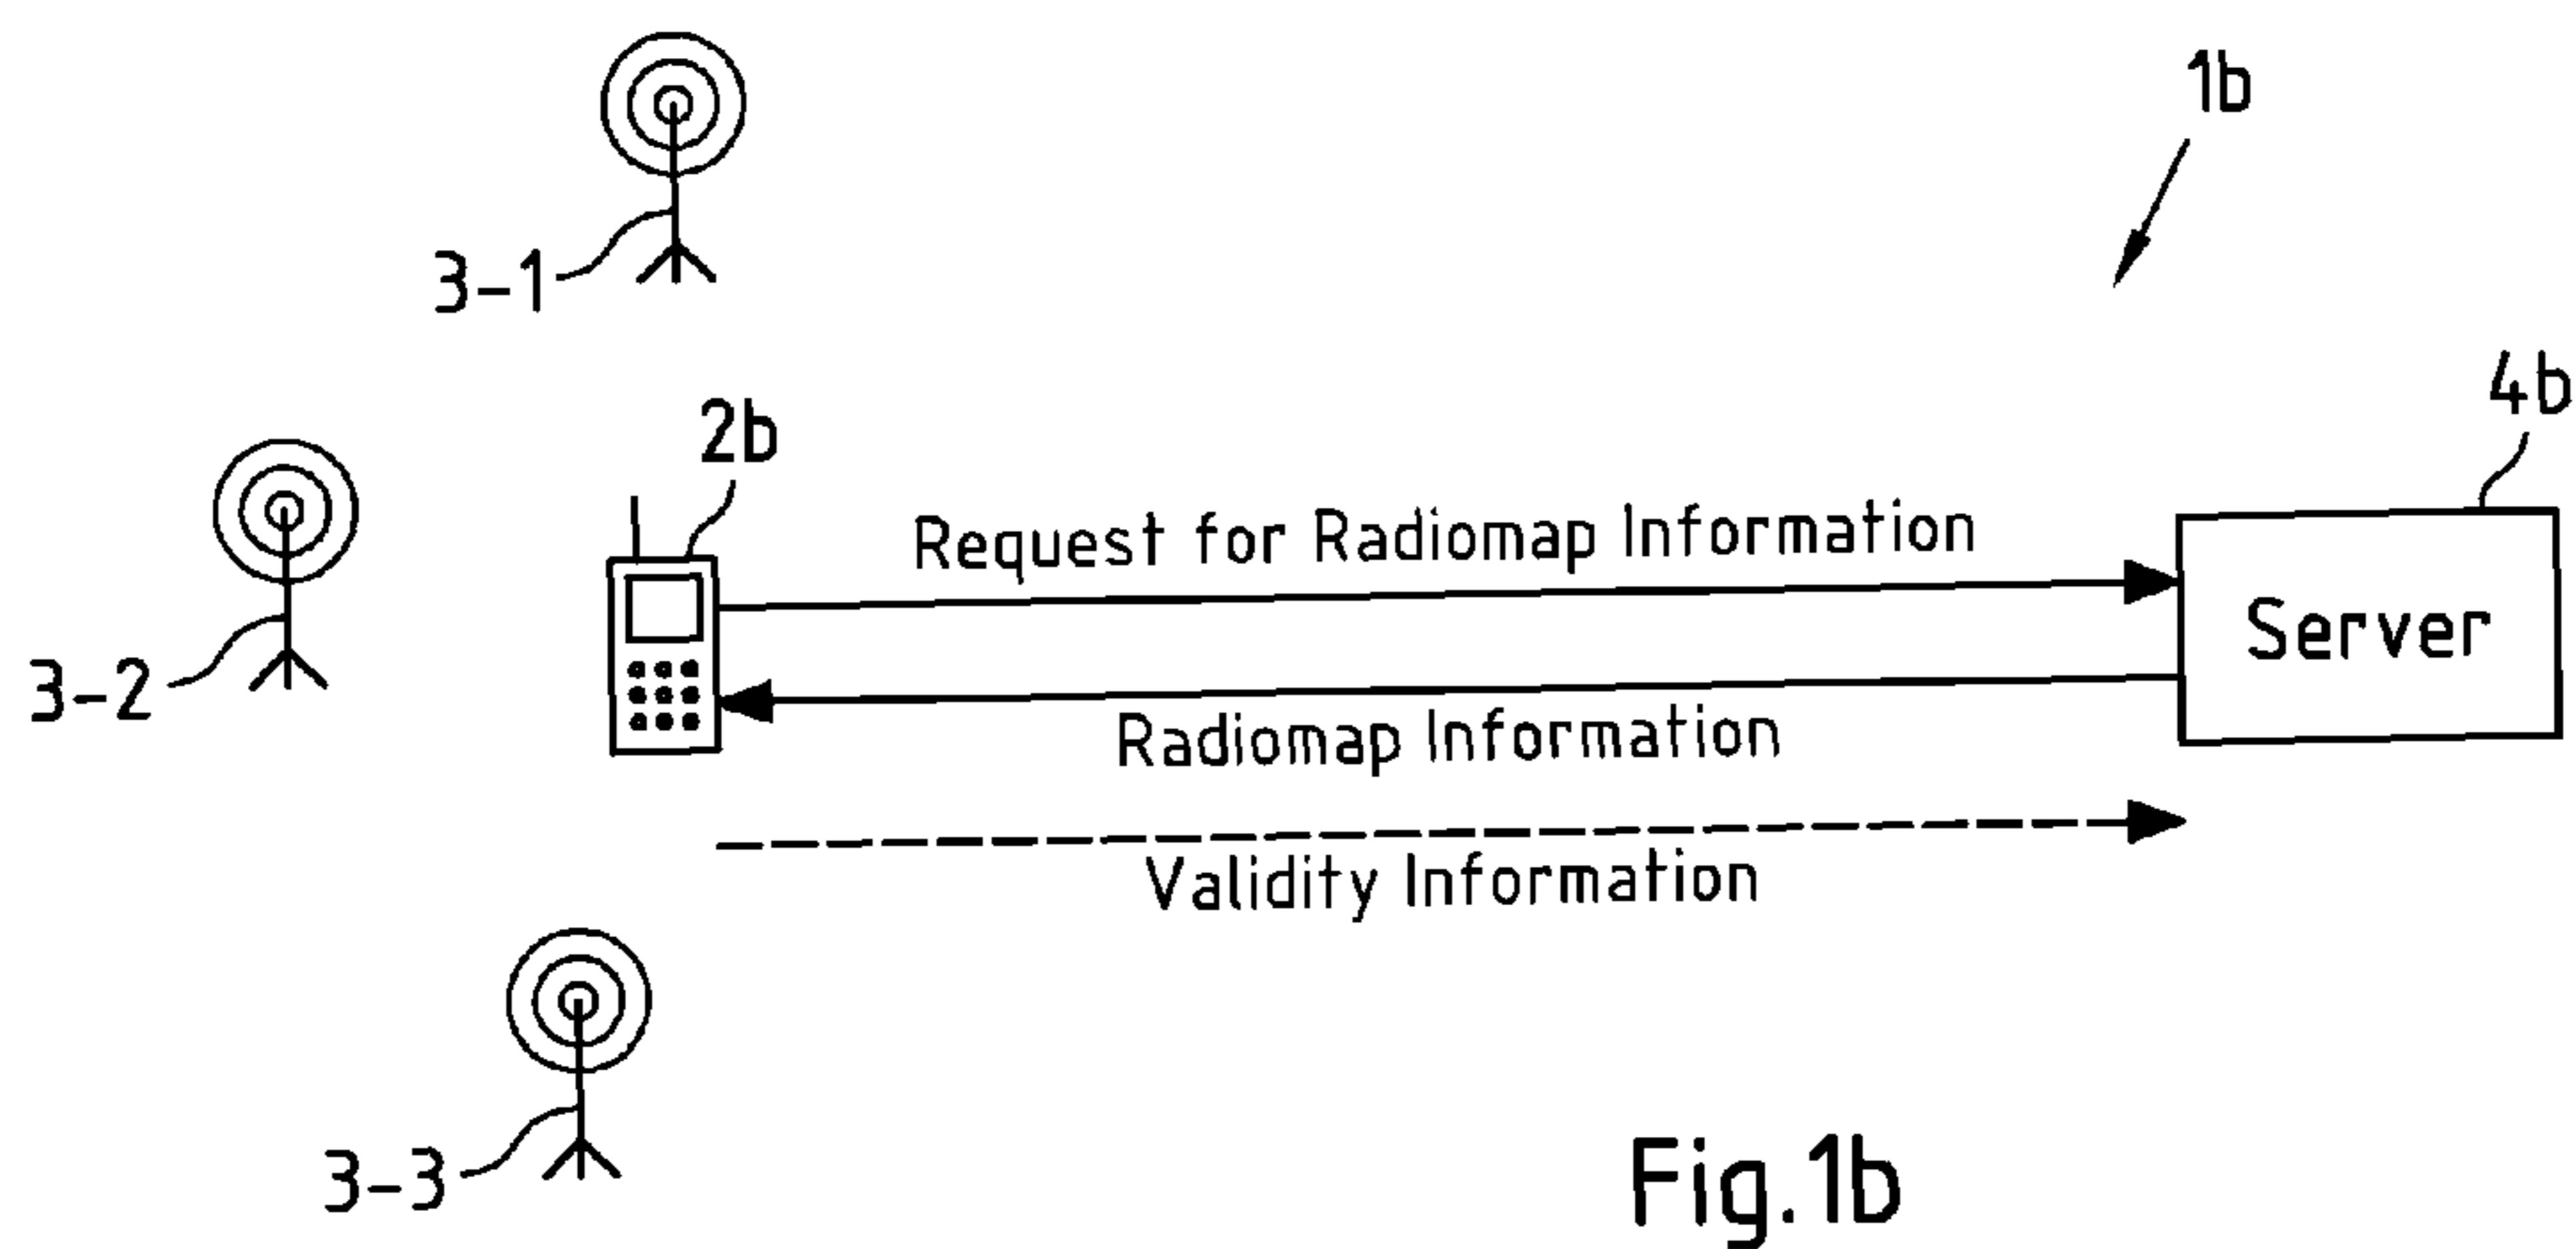 1b
3-1
4b
2b
Request for Radiomap Information
Server
3-2
Radiomap Information
Validity Information
3-3
Fig.1b